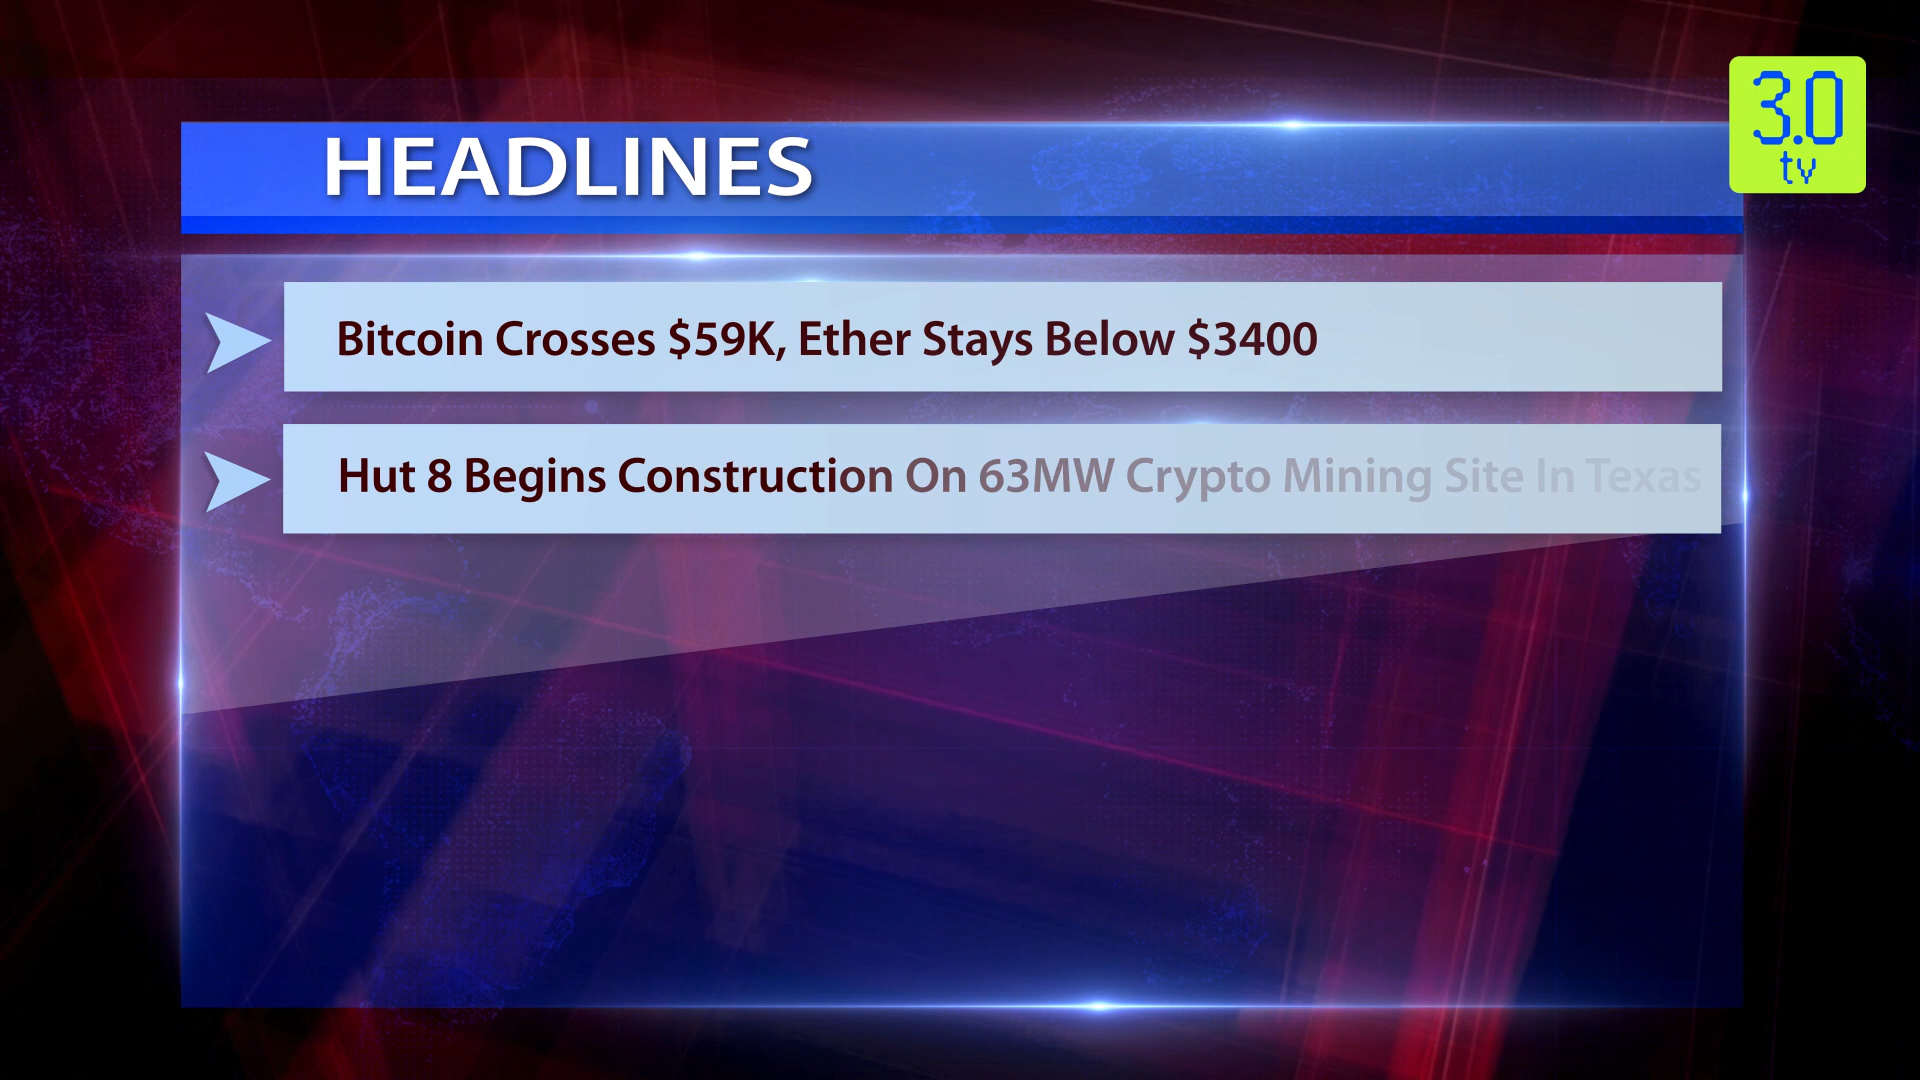 3.0
tv
HEADLINES
Bitcoin Crosses $59K, Ether Stays Below $3400
Hut 8 Begins Construction On 63MW Crypto Mining Site In Texas